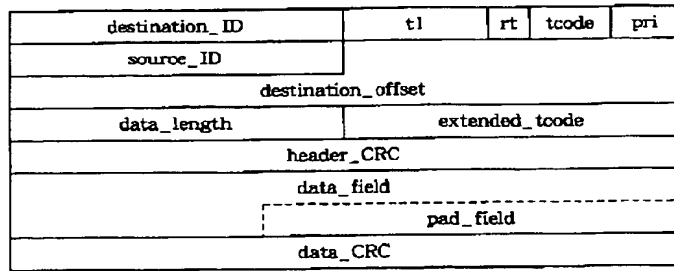 destination_ID tl rt tcode pri
source_ID
destination_offset
data_length extended_tcode
header_CRC
data_field
pad_field
data_CRC